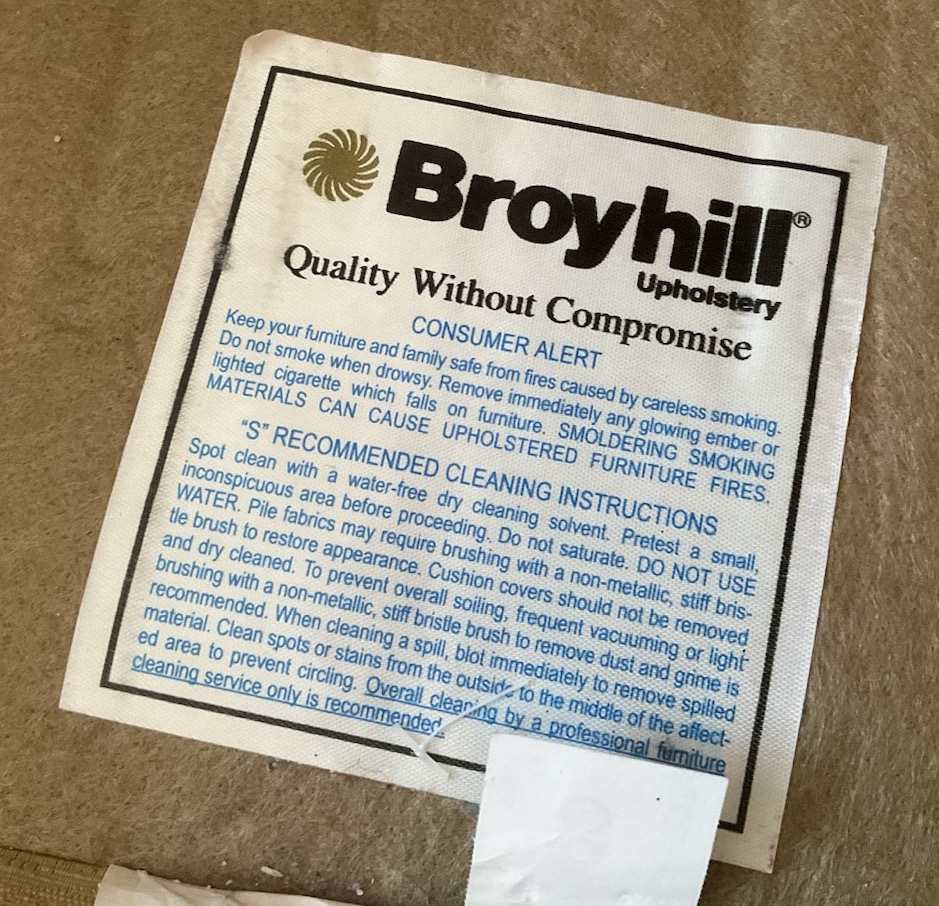 Broyhill®
Upholstery
Quality Without Compromise
CONSUMER ALERT
Keep your furniture and family safe from fires caused by careless smoking.
Do not smoke when drowsy. Remove immediately any glowing ember or
lighted cigarette which falls on furniture. SMOLDERING SMOKING
MATERIALS CAN CAUSE UPHOLSTERED FURNITURE FIRES.
"S" RECOMMENDED CLEANING INSTRUCTIONS
Spot clean with a water-free dry cleaning solvent. Pretest a small,
inconspicuous area before proceeding. Do not saturate. DO NOT USE
WATER. Pile fabrics may require brushing with a non-metallic, stiff bris-
tle brush to restore appearance. Cushion covers should not be removed
and dry cleaned. To prevent overall soiling, frequent vacuuming or light
brushing with a non-metallic, stiff bristle brush to remove dust and grime is
recommended. When cleaning a spill, blot immediately to remove spilled
material. Clean spots or stains from the outside to the middle of the affect-
ed area to prevent circling. Overall cleaning by a professional furniture
cleaning service only is recommended.